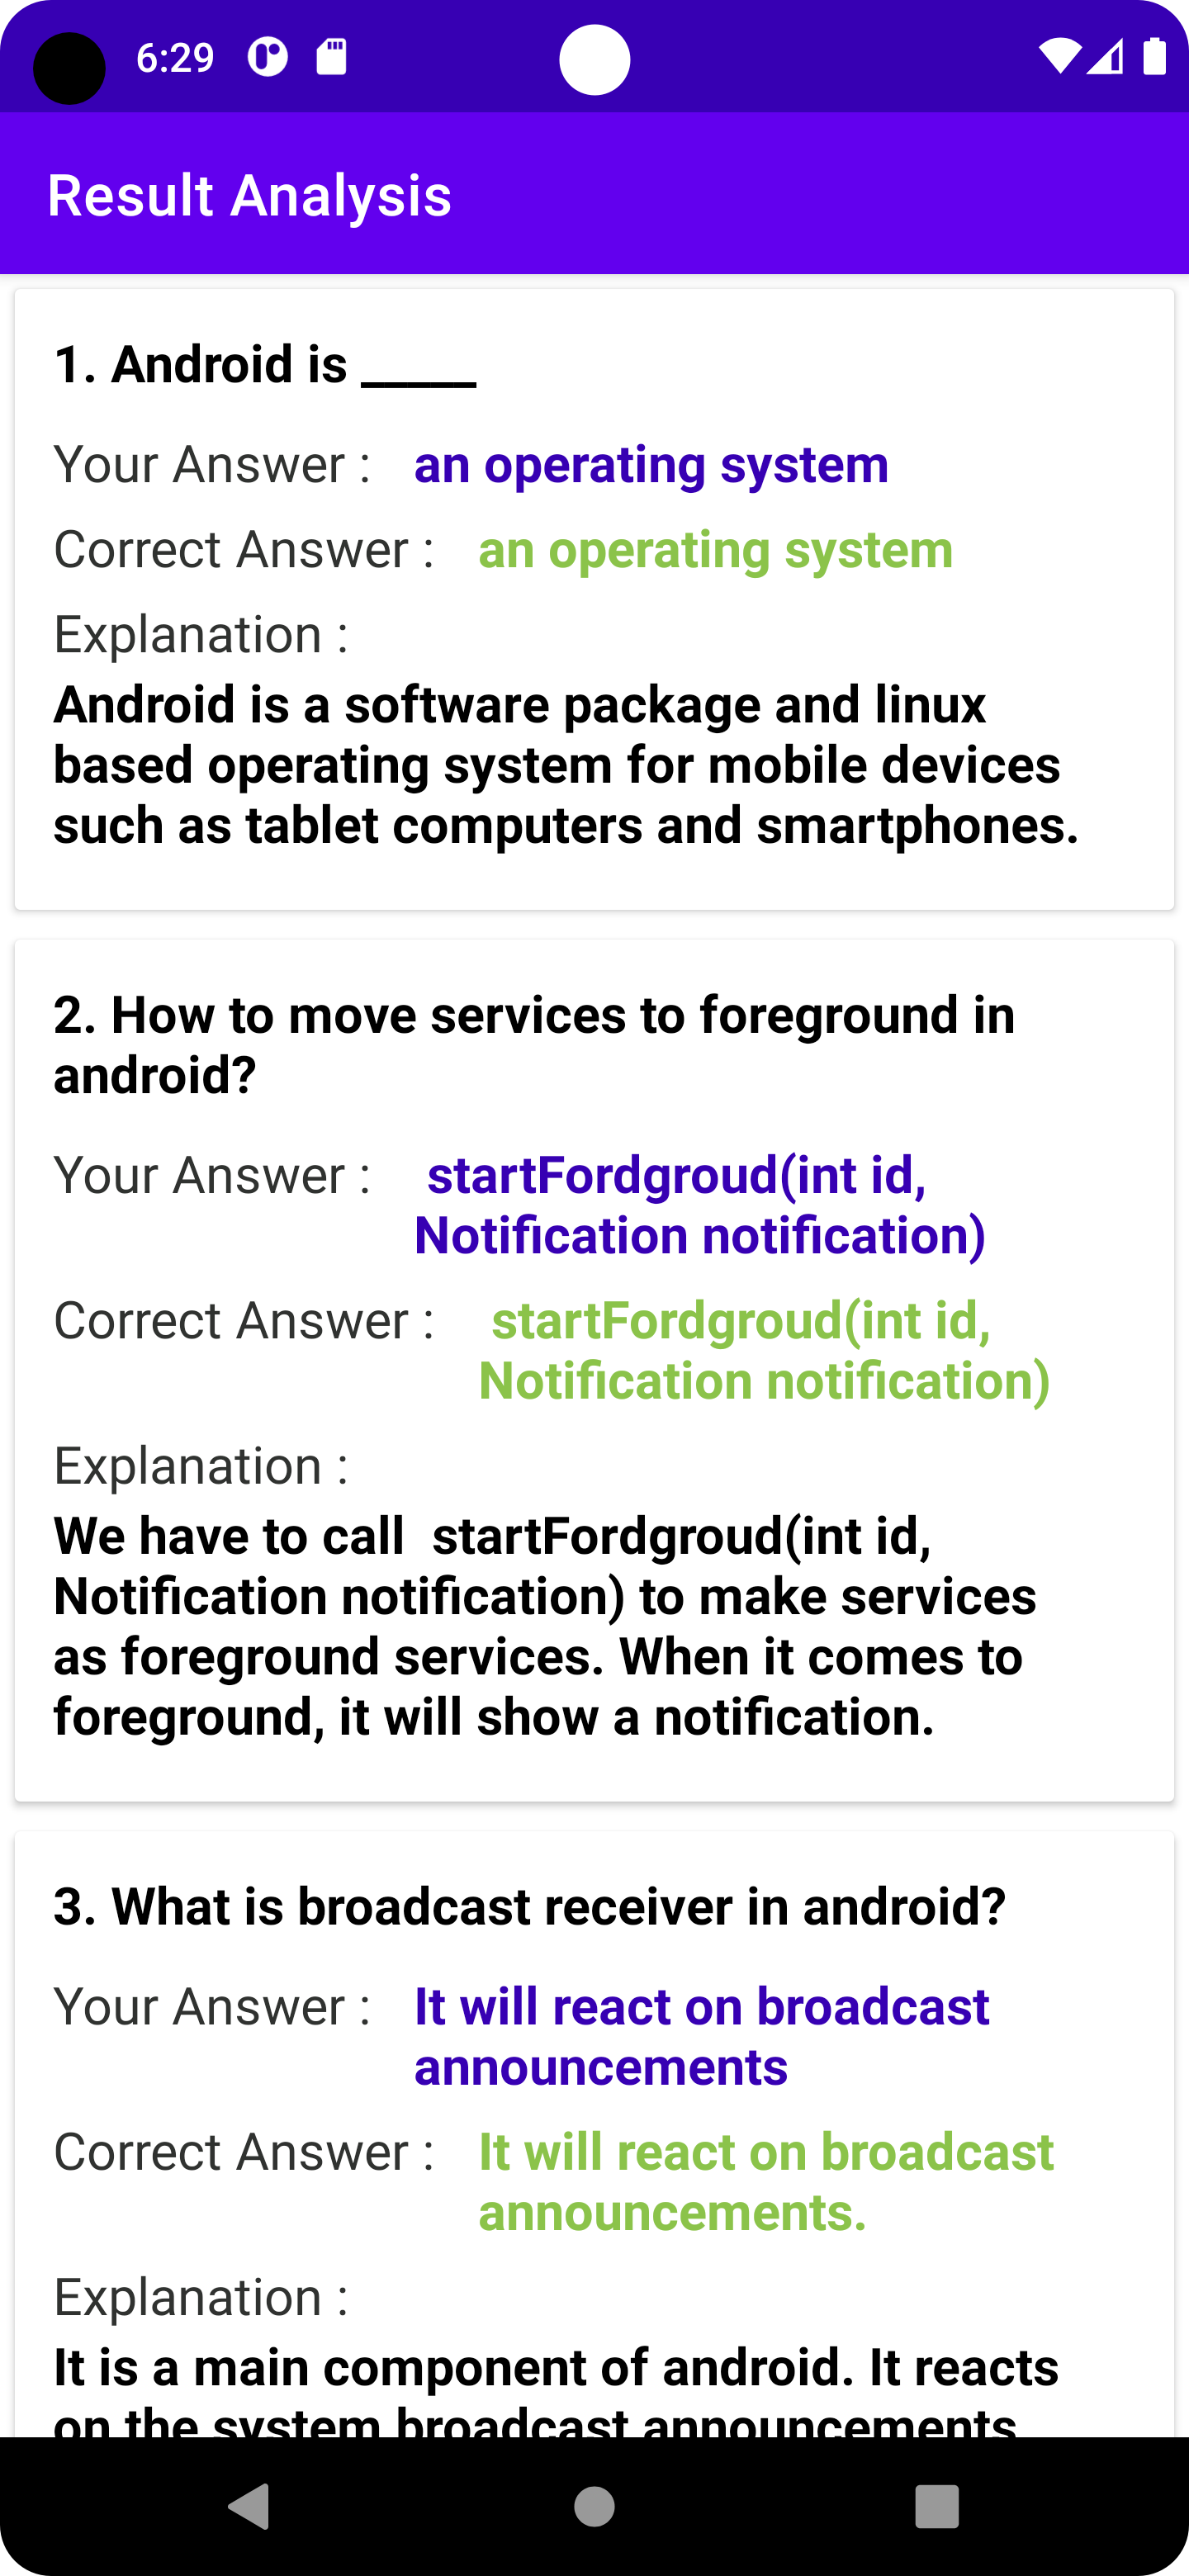 6:29
Result Analysis
1. Android is _____
Your Answer : an operating system
Correct Answer : an operating system
Explanation :
Android is a software package and linux
based operating system for mobile devices
such as tablet computers and smartphones.
2. How to move services to foreground in
android?
Your Answer : startFordgroud(int id,
Notification notification)
Correct Answer : startFordgroud(int id,
Notification notification)
Explanation :
We have to call  startFordgroud(int id,
Notification notification) to make services
as foreground services. When it comes to
foreground, it will show a notification.
3. What is broadcast receiver in android?
Your Answer : It will react on broadcast
announcements
Correct Answer : It will react on broadcast
announcements.
Explanation :
It is a main component of android. It reacts
on the system broadcast announcements